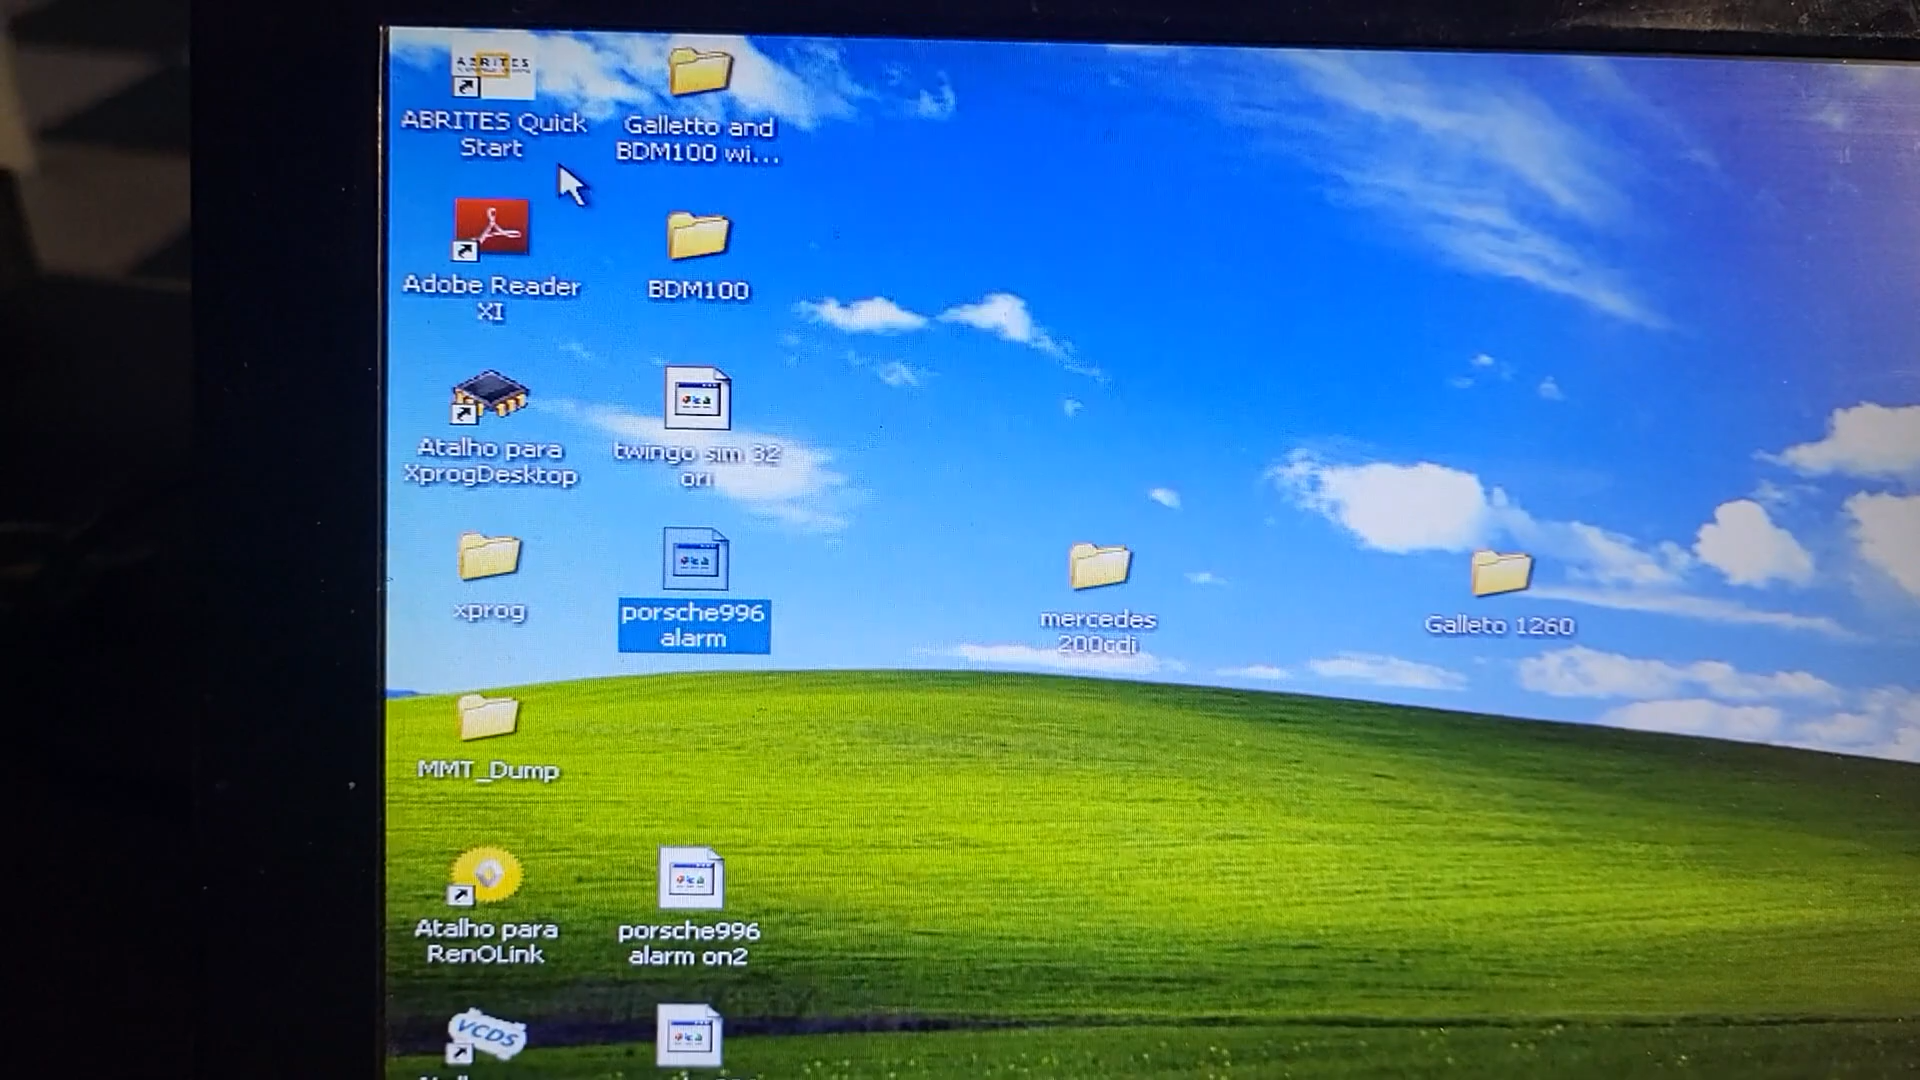 ABRITES
ABRITES Quick
Start
Galletto and
BDM100 wi...
Adobe Reader
XI
BDM100
Atalho para
XprogDesktop
twingo sim 32
ori
xprog
porsche996
alarm
mercedes
200cdi
Galleto 1260
MMT_Dump
Atalho para
RenOLink
porsche996
alarm on2
VCDS